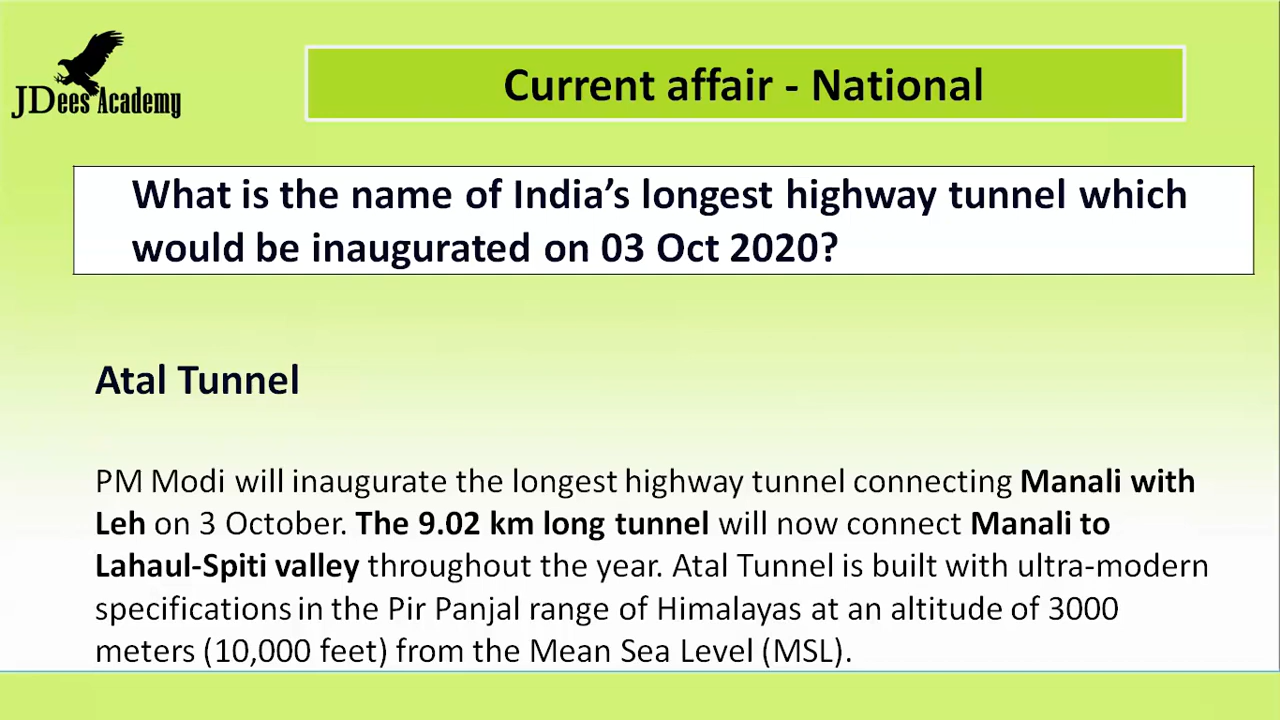 JDees Academy
Current affair - National
What is the name of India’s longest highway tunnel which
would be inaugurated on 03 Oct 2020?
Atal Tunnel
PM Modi will inaugurate the longest highway tunnel connecting Manali with
Leh on 3 October. The 9.02 km long tunnel will now connect Manali to
Lahaul-Spiti valley throughout the year. Atal Tunnel is built with ultra-modern
specifications in the Pir Panjal range of Himalayas at an altitude of 3000
meters (10,000 feet) from the Mean Sea Level (MSL).